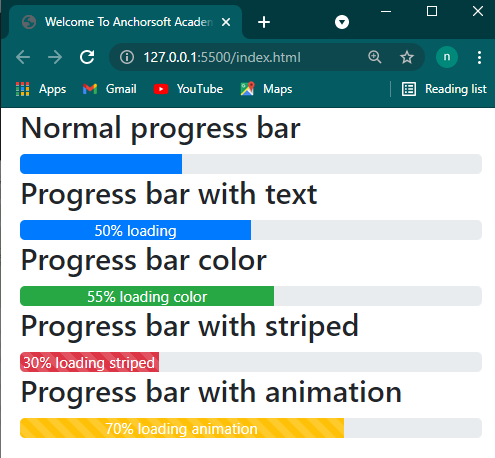 Welcome To Anchorsoft Academ
127.0.0.1:5500/index.html
n
Apps
Gmail
YouTube
Maps
Reading list
Normal progress bar
Progress bar with text
50% loading
Progress bar color
55% loading color
Progress bar with striped
30% loading striped
Progress bar with animation
70% loading animation